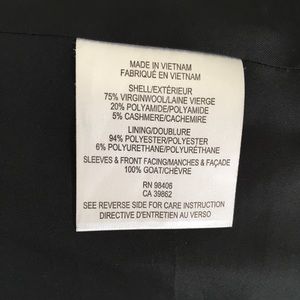 MADE IN VIETNAM
FABRIQUÉ EN VIETNAM
SHELL/EXTÉRIEUR
75% VIRGINWOOL/LAINE VIERGE
20% POLYAMIDE/POLYAMIDE
5% CASHMERE/CACHEMIRE
LINING/DOUBLURE
94% POLYESTER/POLYESTER
6% POLYURETHANE/POLYURÉTHANE
SLEEVES & FRONT FACING/MANCHES & FAÇADE
100% GOAT/CHÈVRE
RN 98406
CA 39862
SEE REVERSE SIDE FOR CARE INSTRUCTION
DIRECTIVE D'ENTRETIEN AU VERSO